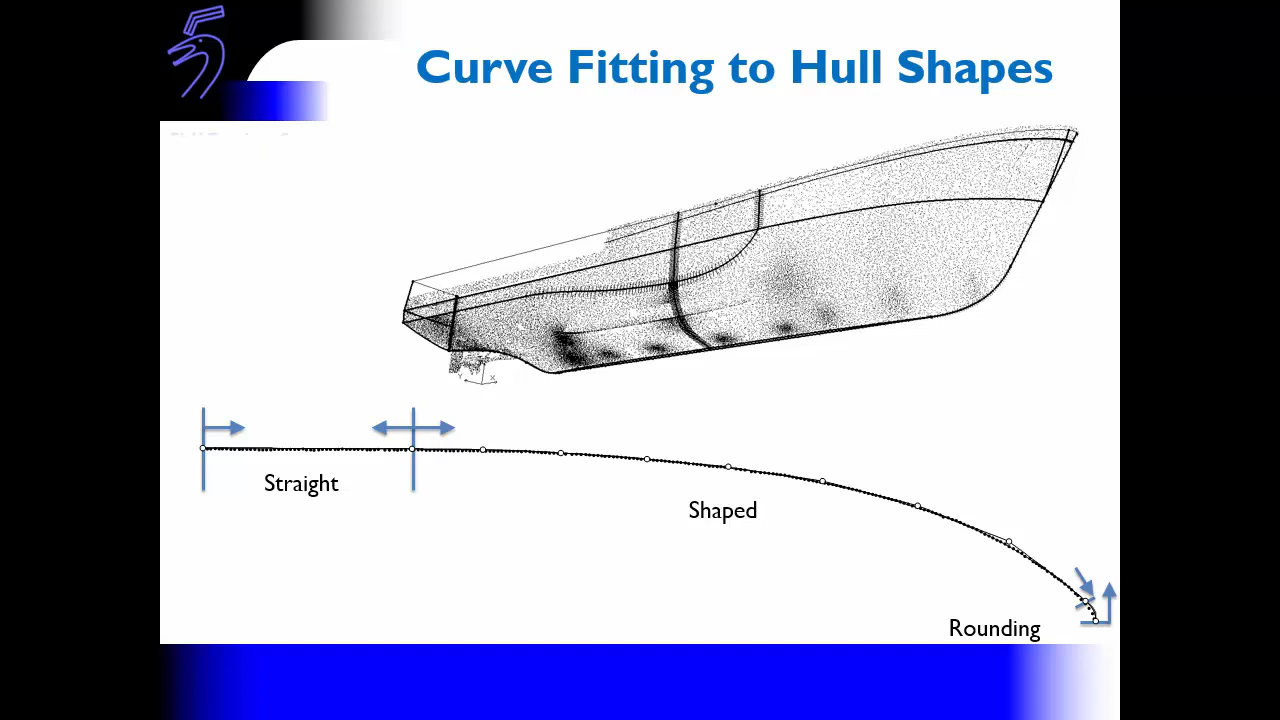 Curve Fitting to Hull Shapes
Straight
Shaped
Rounding